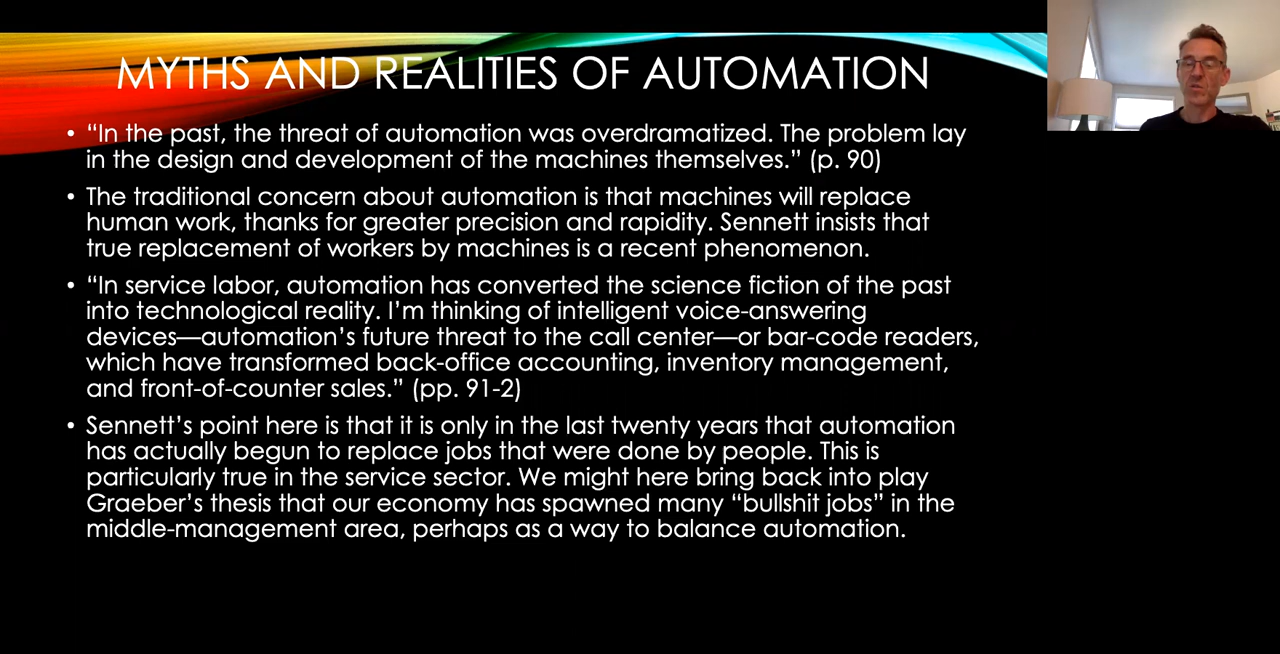 MYTHS AND REALITIES OF AUTOMATION
• “In the past, the threat of automation was overdramatized. The problem lay
in the design and development of the machines themselves.” (p. 90)
• The traditional concern about automation is that machines will replace
human work, thanks for greater precision and rapidity. Sennett insists that
true replacement of workers by machines is a recent phenomenon.
• “In service labor, automation has converted the science fiction of the past
into technological reality. I’m thinking of intelligent voice-answering
devices—automation’s future threat to the call center—or bar-code readers,
which have transformed back-office accounting, inventory management,
and front-of-counter sales.” (pp. 91-2)
• Sennett’s point here is that it is only in the last twenty years that automation
has actually begun to replace jobs that were done by people. This is
particularly true in the service sector. We might here bring back into play
Graeber’s thesis that our economy has spawned many “bullshit jobs” in the
middle-management area, perhaps as a way to balance automation.